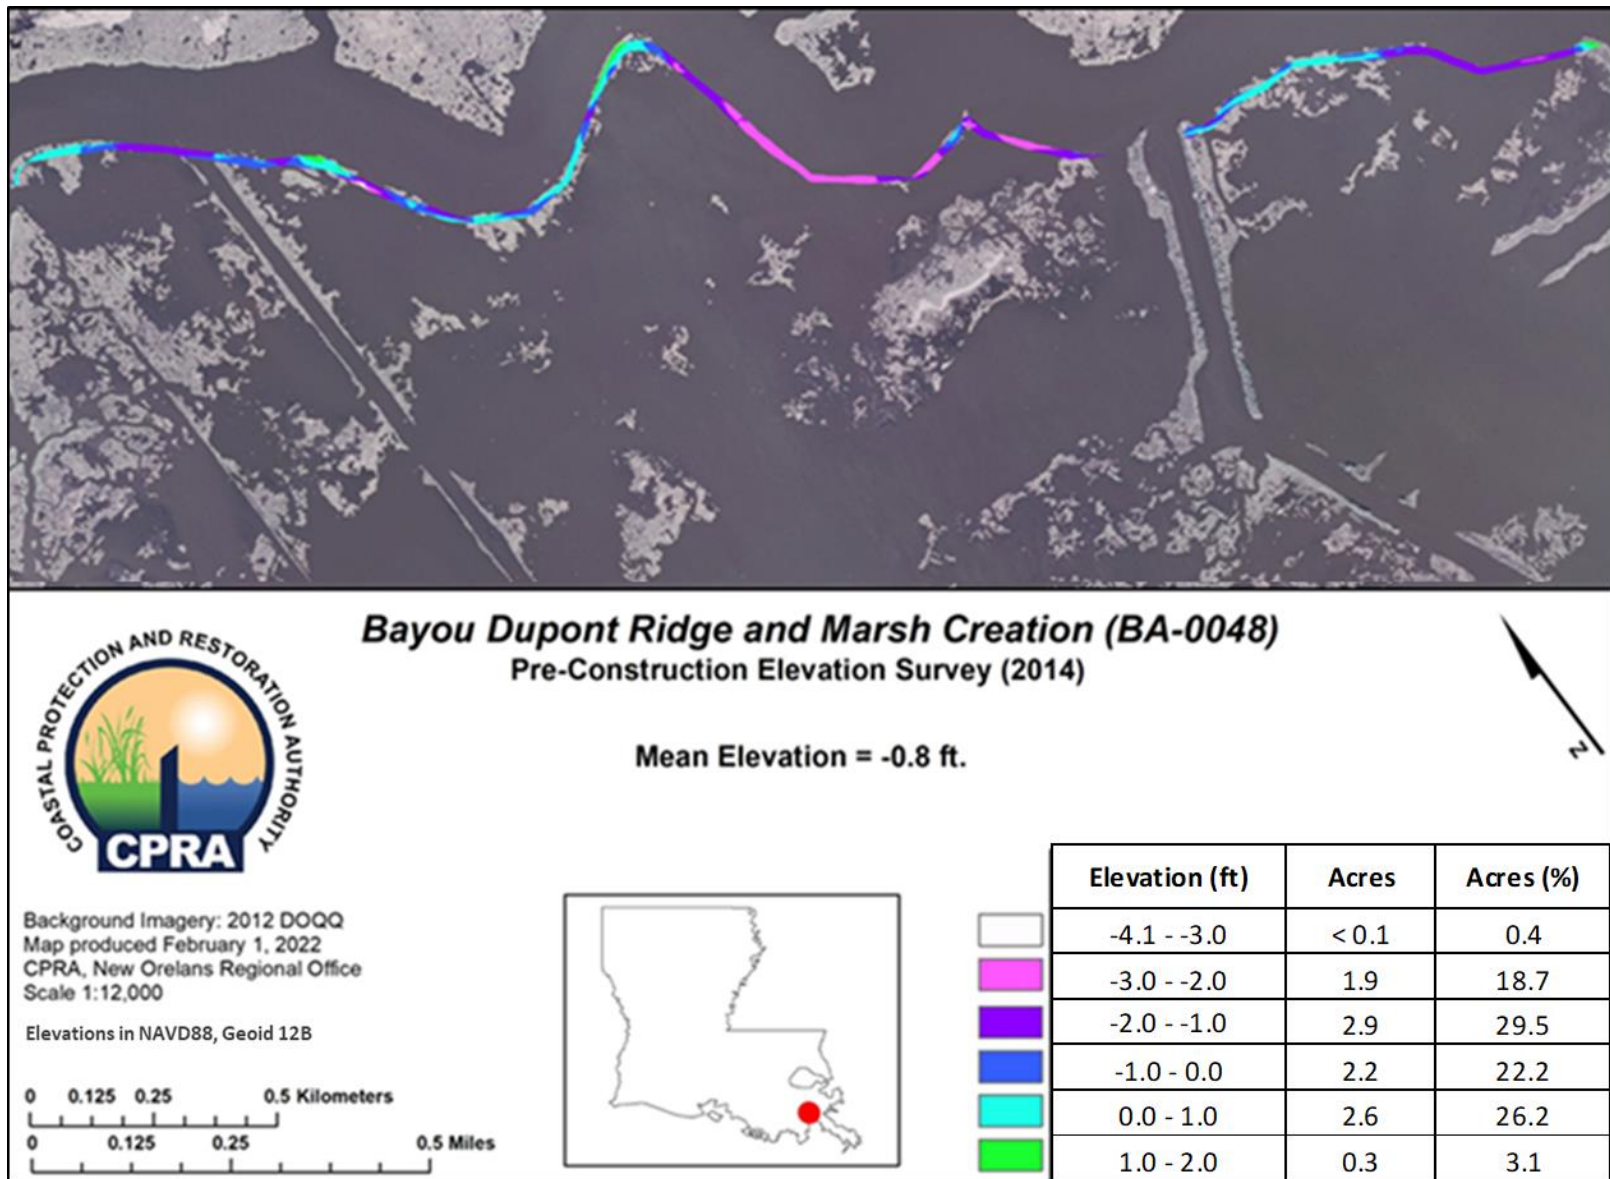 Bayou Dupont Ridge and Marsh Creation (BA-0048)
Pre-Construction Elevation Survey (2014)
Mean Elevation = -0.8 ft.
COASTAL PROTECTION AND RESTORATION AUTHORITY
CPRA
Background Imagery: 2012 DOQQ
Map produced February 1, 2022
CPRA, New Orelans Regional Office
Scale 1:12,000
Elevations in NAVD88, Geoid 12B
0 0.125 0.25 0.5 Kilometers
0 0.125 0.25 0.5 Miles
N
Elevation (ft) Acres Acres (%)
-4.1 - -3.0 < 0.1 0.4
-3.0 - -2.0 1.9 18.7
-2.0 - -1.0 2.9 29.5
-1.0 - 0.0 2.2 22.2
0.0 - 1.0 2.6 26.2
1.0 - 2.0 0.3 3.1